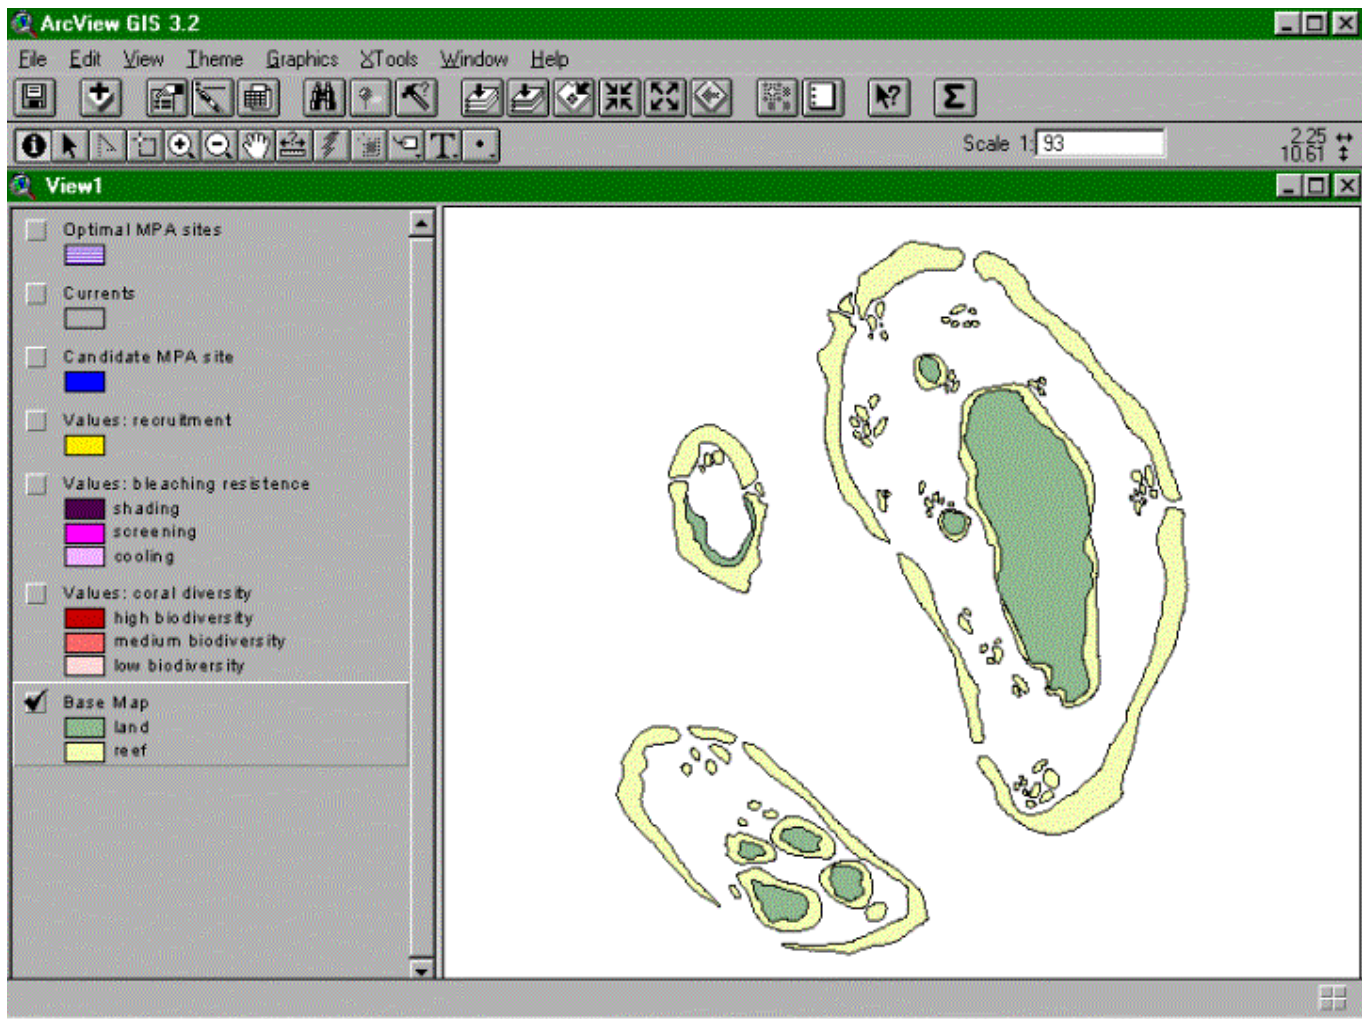 ArcView GIS 3.2
File Edit View Theme Graphics XTools Window Help
Scale 1: 93
2.25
10.61
View1
Optimal MPA sites
Currents
Candidate MPA site
Values: recruitment
Values: bleaching resistence
shading
screening
cooling
Values: coral diversity
high biodiversity
medium biodiversity
low biodiversity
Base Map
land
reef